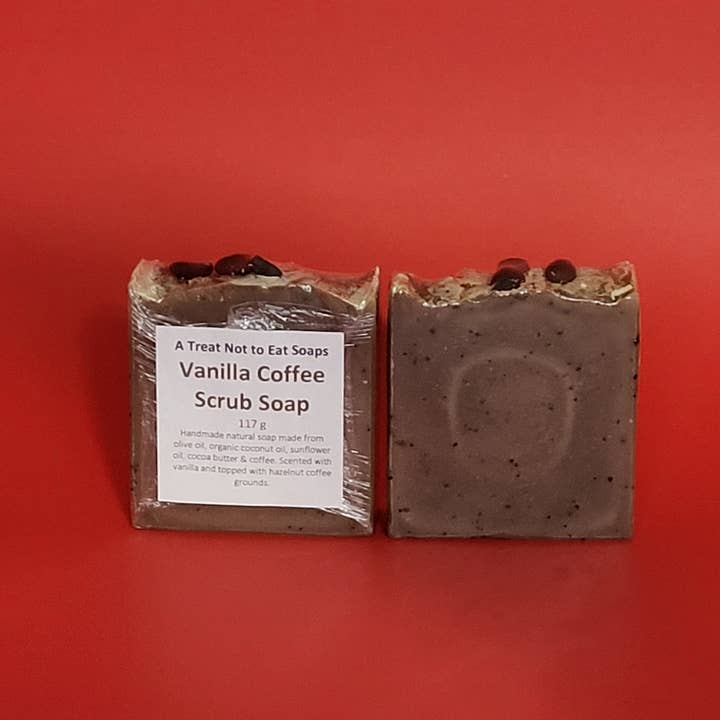 A Treat Not to Eat Soaps
Vanilla Coffee
Scrub Soap
117 g
Handmade natural soap made from
olive oil, organic coconut oil, sunflower
oil, cocoa butter & coffee. Scented with
vanilla and topped with hazelnut coffee
grounds.